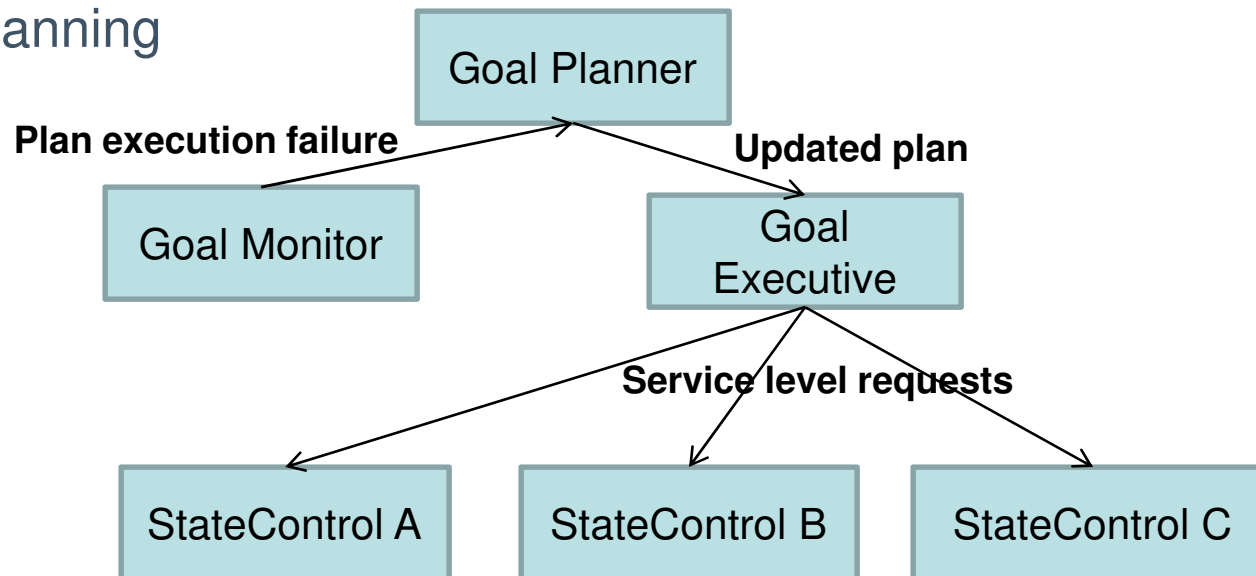 anning
Goal Planner
Plan execution failure
Updated plan
Goal Monitor
Goal
Executive
Service level requests
StateControl A
StateControl B
StateControl C